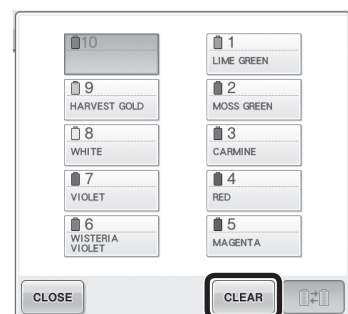 10
1
LIME GREEN
9
HARVEST GOLD
2
MOSS GREEN
8
WHITE
3
CARMINE
7
VIOLET
4
RED
6
WISTERIA
VIOLET
5
MAGENTA
CLOSE
CLEAR